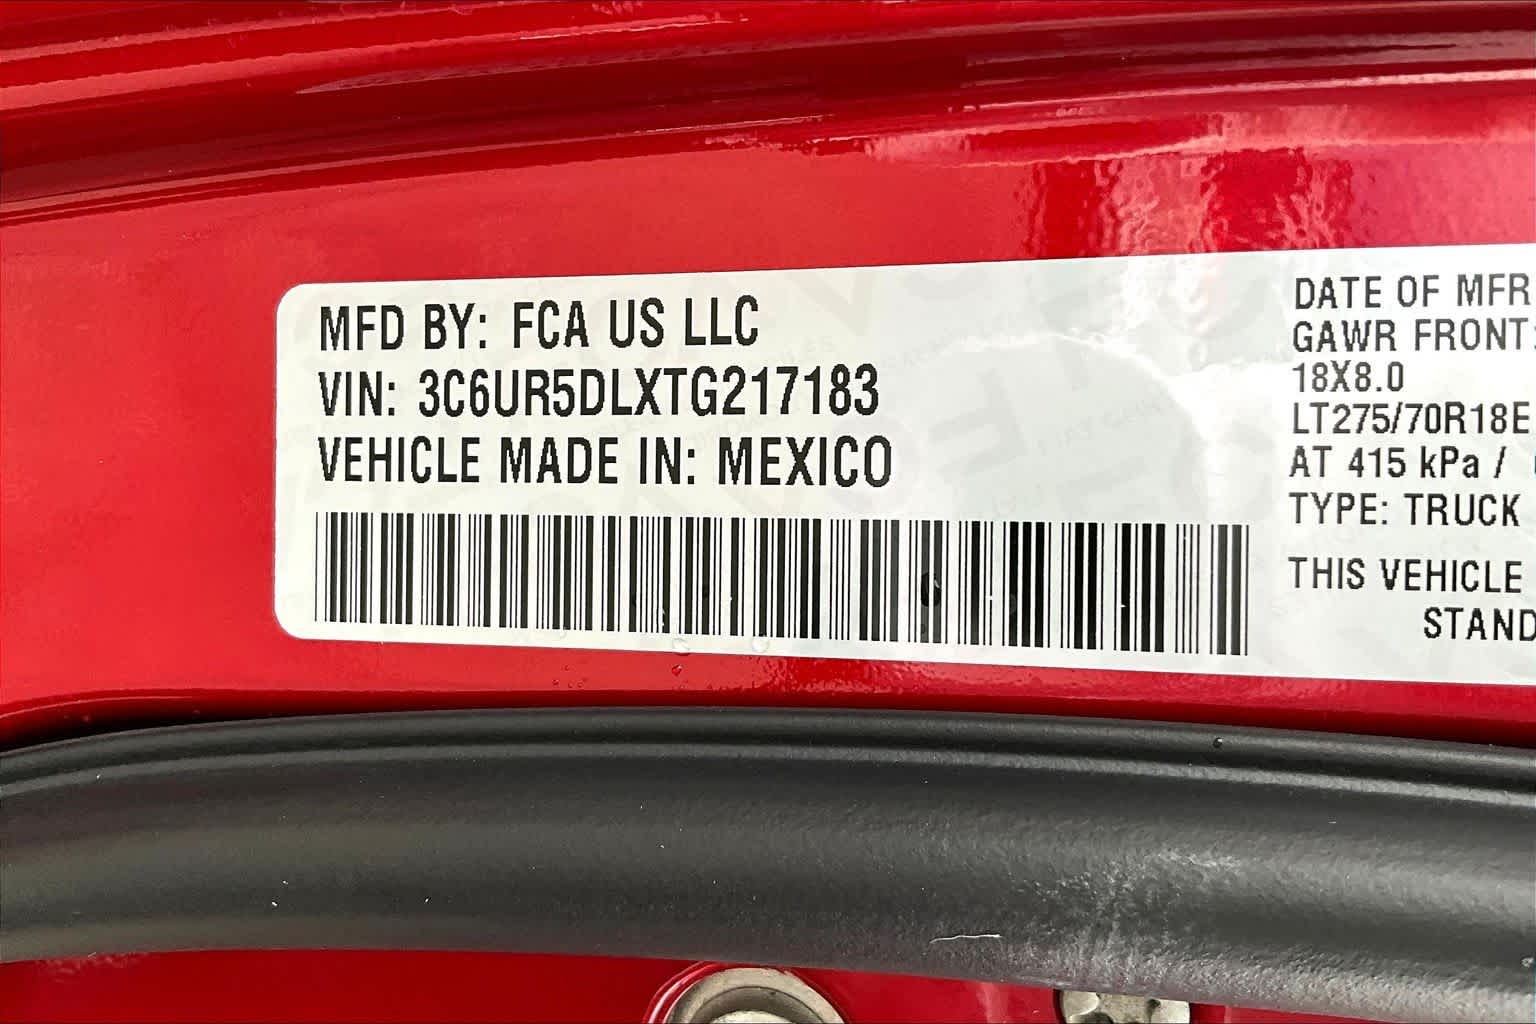 MFD BY: FCA US LLC
VIN: 3C6UR5DLXTG217183
VEHICLE MADE IN: MEXICO
DATE OF MFR
GAWR FRONT:
18X8.0
LT275/70R18E
AT 415 kPa /
TYPE: TRUCK
THIS VEHICLE
STAND